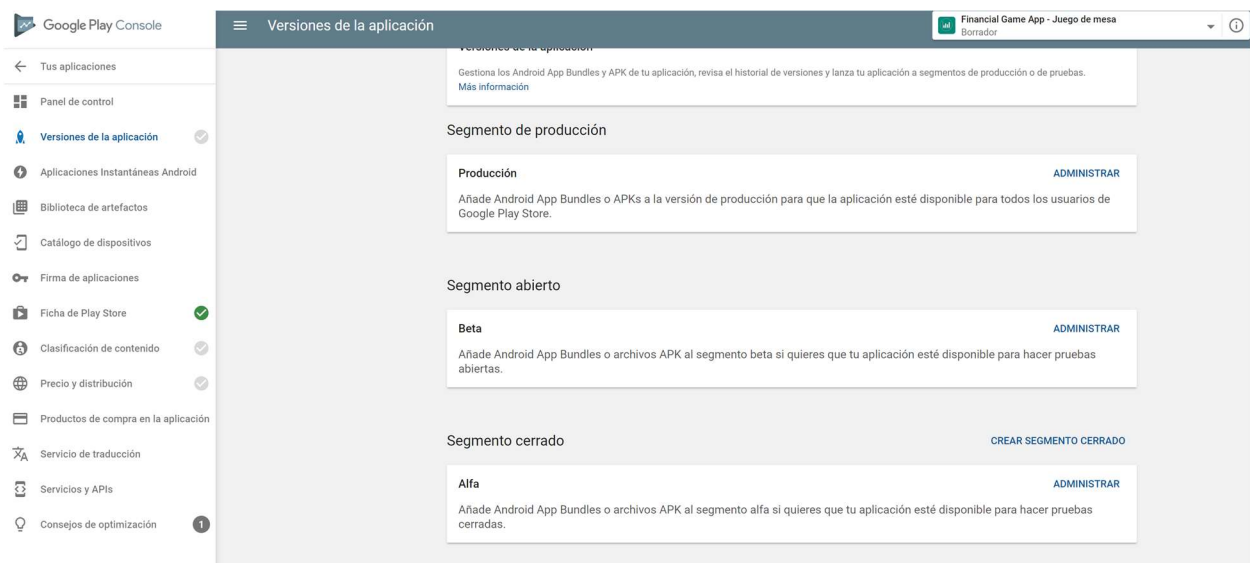 Google Play Console
Versiones de la aplicación
Financial Game App - Juego de mesa
Borrador
Tus aplicaciones
Panel de control
Versiones de la aplicación
Aplicaciones Instantáneas Android
Biblioteca de artefactos
Catálogo de dispositivos
Firma de aplicaciones
Ficha de Play Store
Clasificación de contenido
Precio y distribución
Productos de compra en la aplicación
Servicio de traducción
Servicios y APIs
Consejos de optimización
1
Versiones de la aplicación
Gestiona los Android App Bundles y APK de tu aplicación, revisa el historial de versiones y lanza tu aplicación a segmentos de producción o de pruebas.
Más información
Segmento de producción
Producción
ADMINISTRAR
Añade Android App Bundles o APKs a la versión de producción para que la aplicación esté disponible para todos los usuarios de
Google Play Store.
Segmento abierto
Beta
ADMINISTRAR
Añade Android App Bundles o archivos APK al segmento beta si quieres que tu aplicación esté disponible para hacer pruebas
abiertas.
Segmento cerrado
CREAR SEGMENTO CERRADO
Alfa
ADMINISTRAR
Añade Android App Bundles o archivos APK al segmento alfa si quieres que tu aplicación esté disponible para hacer pruebas
cerradas.